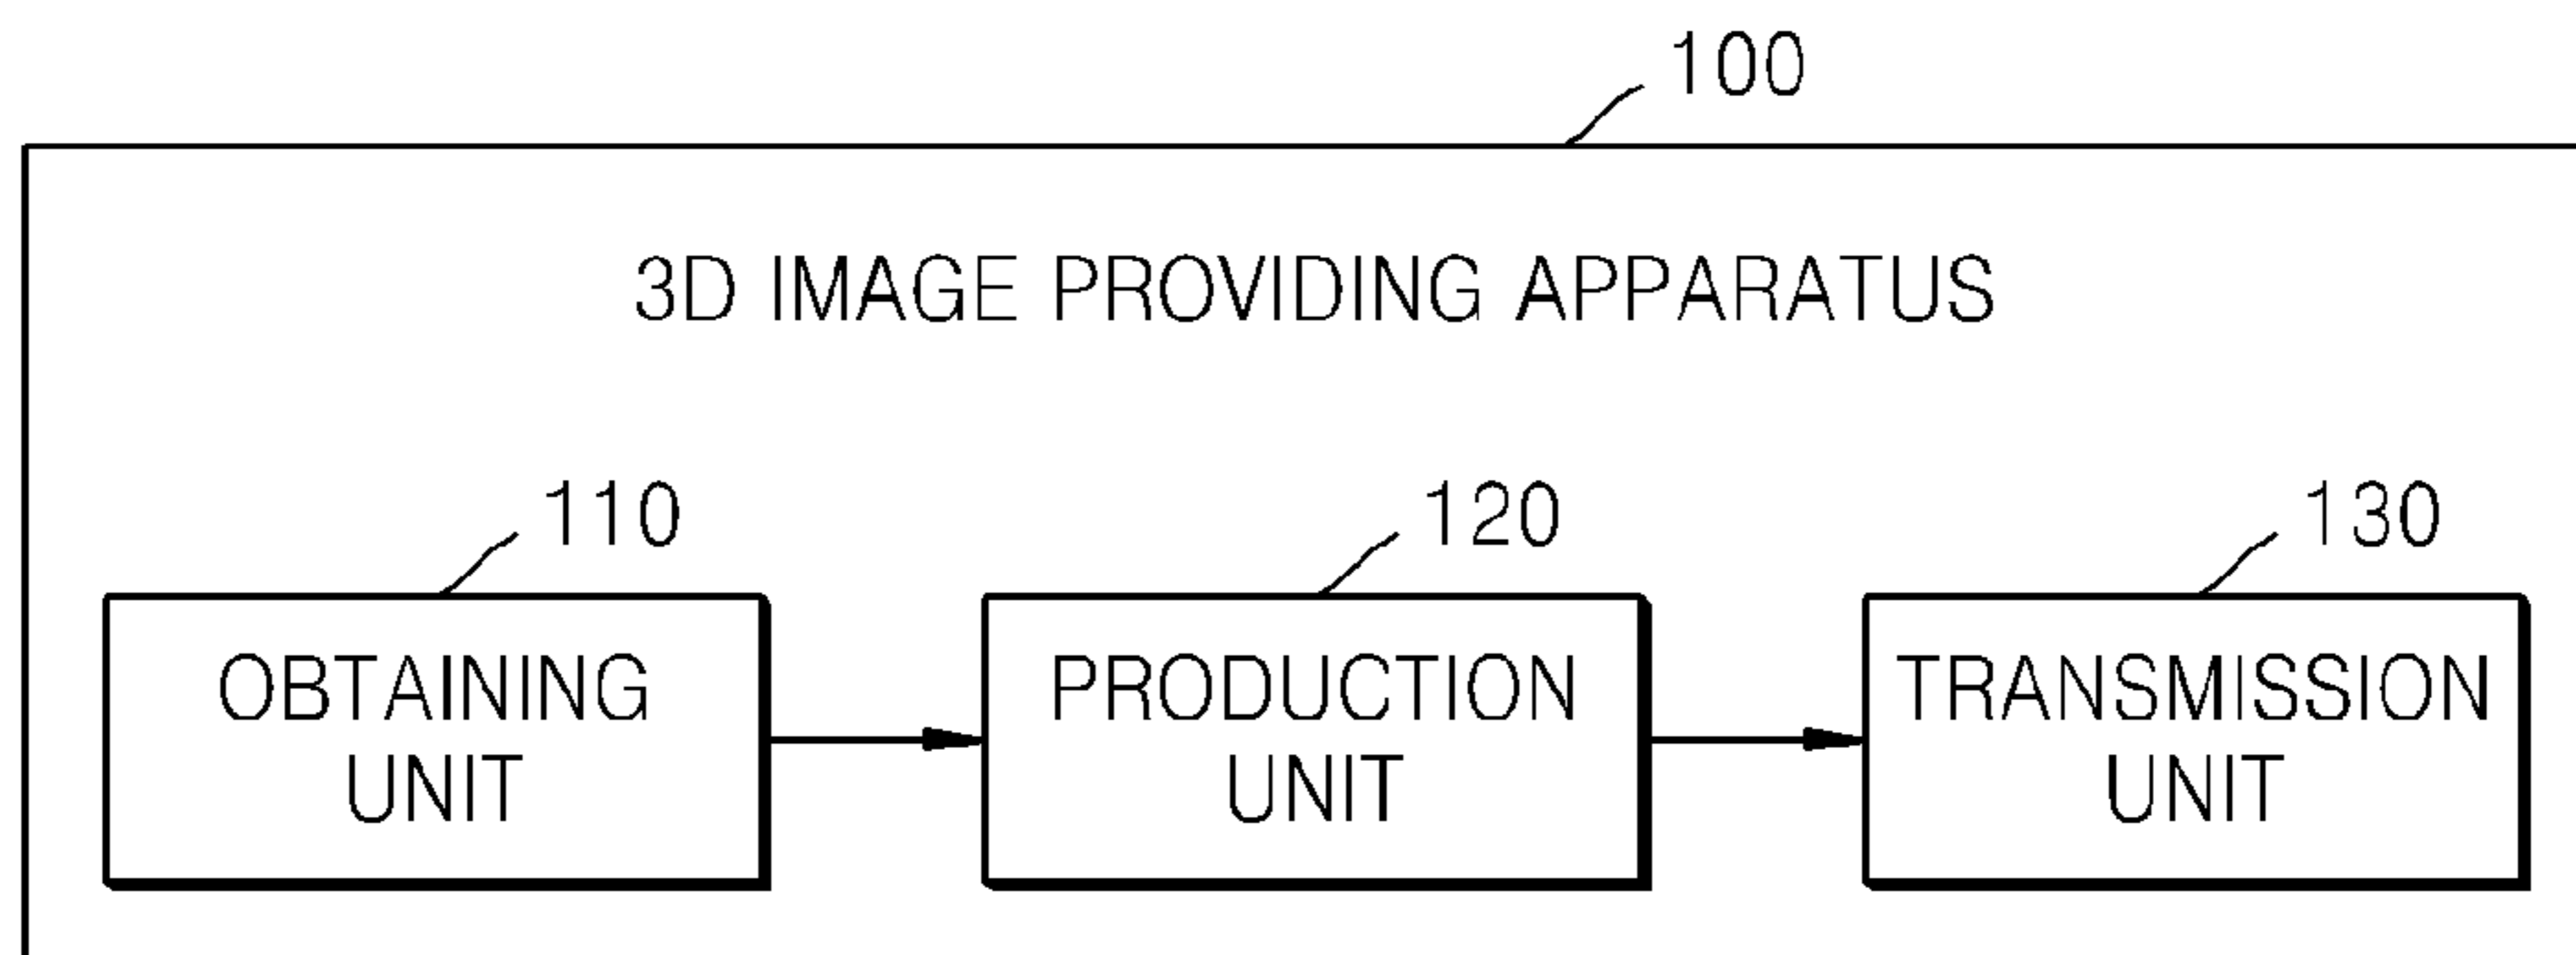 100
3D IMAGE PROVIDING APPARATUS
110
120
130
OBTAINING
UNIT
PRODUCTION
UNIT
TRANSMISSION
UNIT